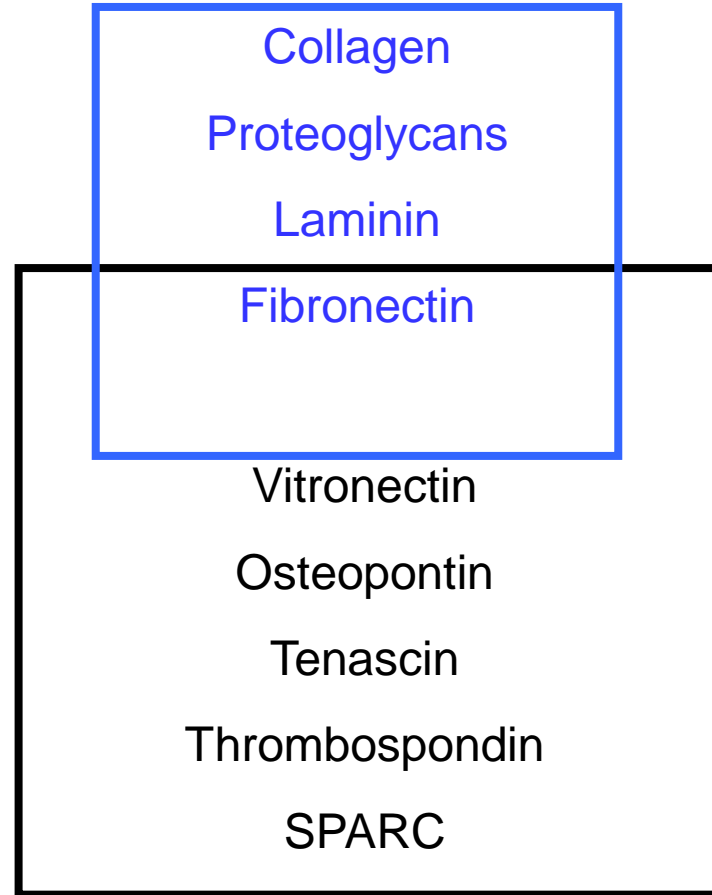 Collagen
Proteoglycans
Laminin
Fibronectin
Vitronectin
Osteopontin
Tenascin
Thrombospondin
SPARC